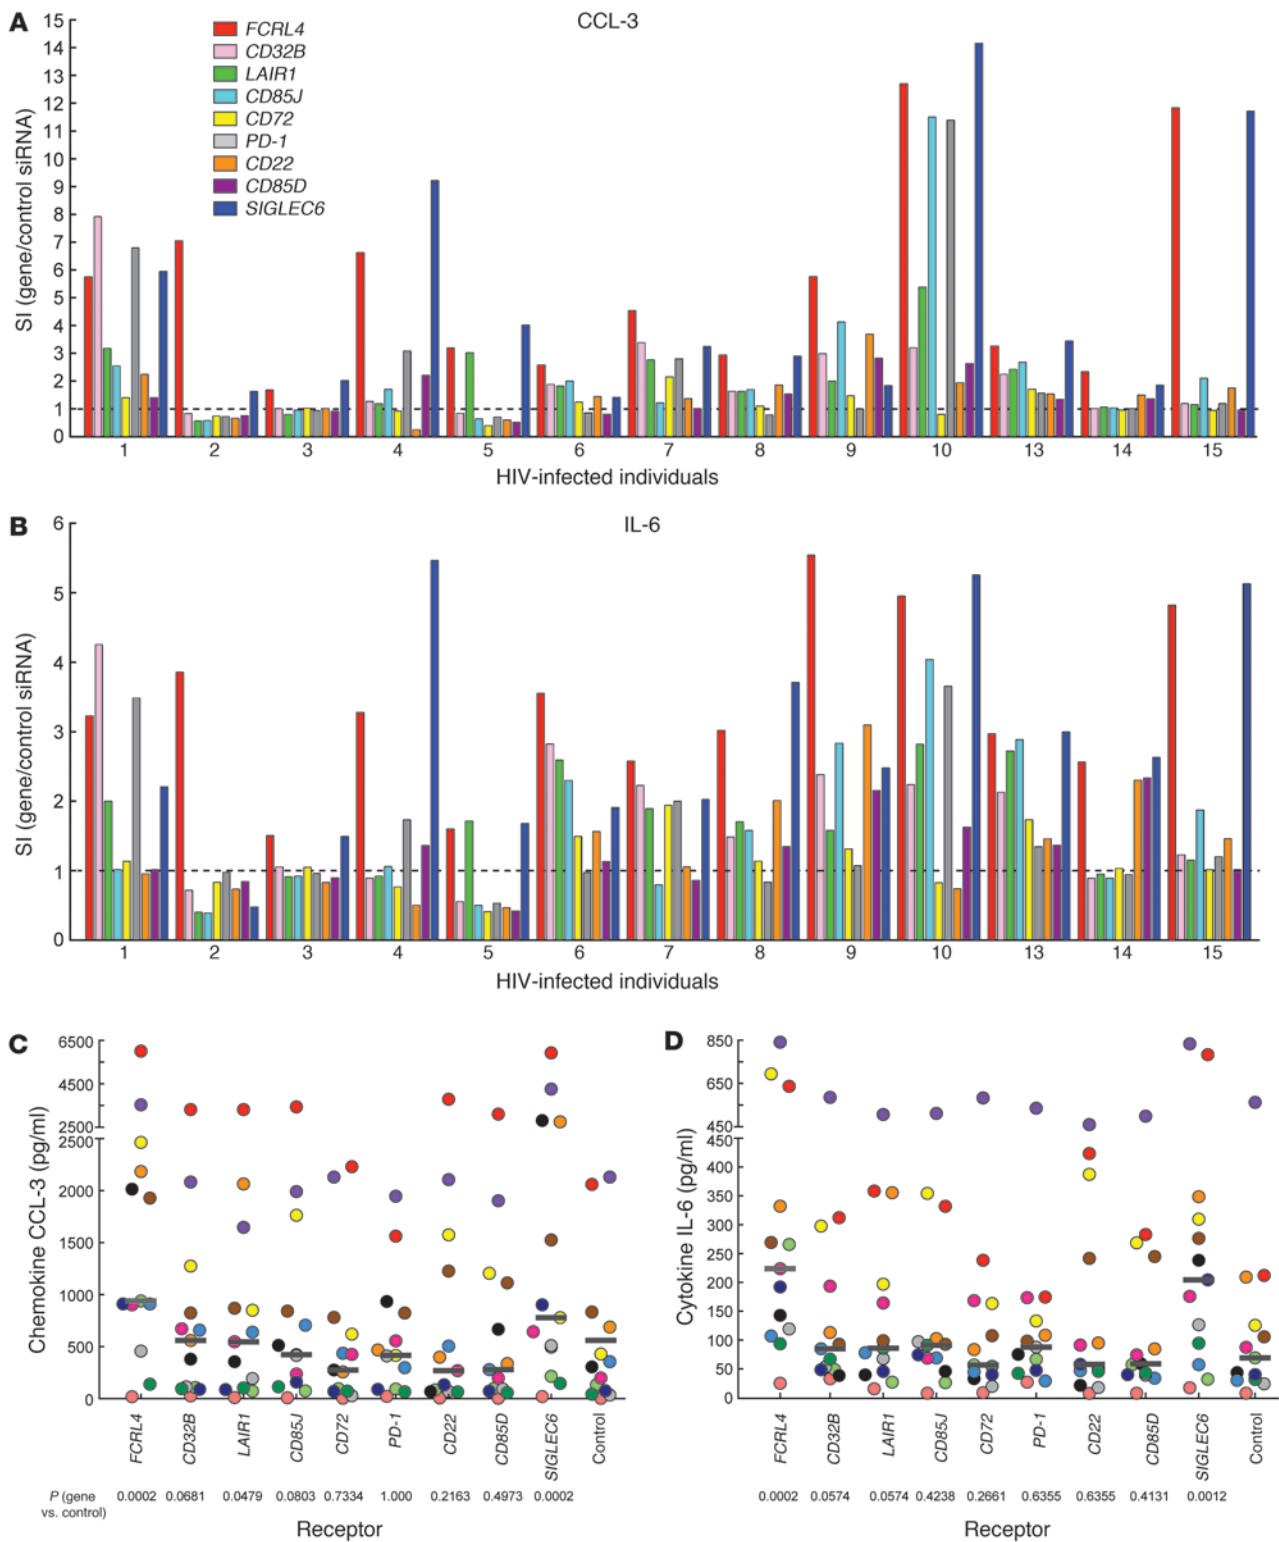 A
CCL-3
15
14
13
12
11
10
9
8
7
6
5
4
3
2
1
0
SI (gene/control siRNA)
FCRL4
CD32B
LAIR1
CD85J
CD72
PD-1
CD22
CD85D
SIGLEC6
1 2 3 4 5 6 7 8 9 10 13 14 15
HIV-infected individuals
B
IL-6
6
5
4
3
2
1
0
SI (gene/control siRNA)
1 2 3 4 5 6 7 8 9 10 13 14 15
HIV-infected individuals
C
Chemokine CCL-3 (pg/ml)
6500
4500
2500
2500
2000
1500
1000
500
0
FCRL4 CD32B LAIR1 CD85J CD72 PD-1 CD22 CD85D SIGLEC6 Control
P (gene
vs. control)
0.0002 0.0681 0.0479 0.0803 0.7334 1.000 0.2163 0.4973 0.0002
Receptor
D
Cytokine IL-6 (pg/ml)
850
650
450
450
400
350
300
250
200
150
100
50
0
FCRL4 CD32B LAIR1 CD85J CD72 PD-1 CD22 CD85D SIGLEC6 Control
0.0002 0.0574 0.0574 0.4238 0.2661 0.6355 0.6355 0.4131 0.0012
Receptor